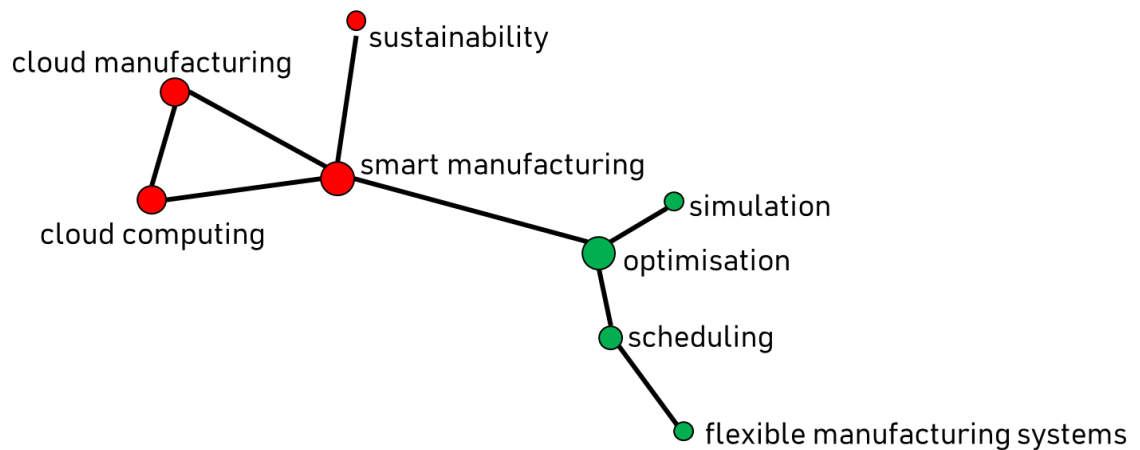 sustainability
cloud manufacturing
smart manufacturing
simulation
cloud computing
optimisation
scheduling
flexible manufacturing systems